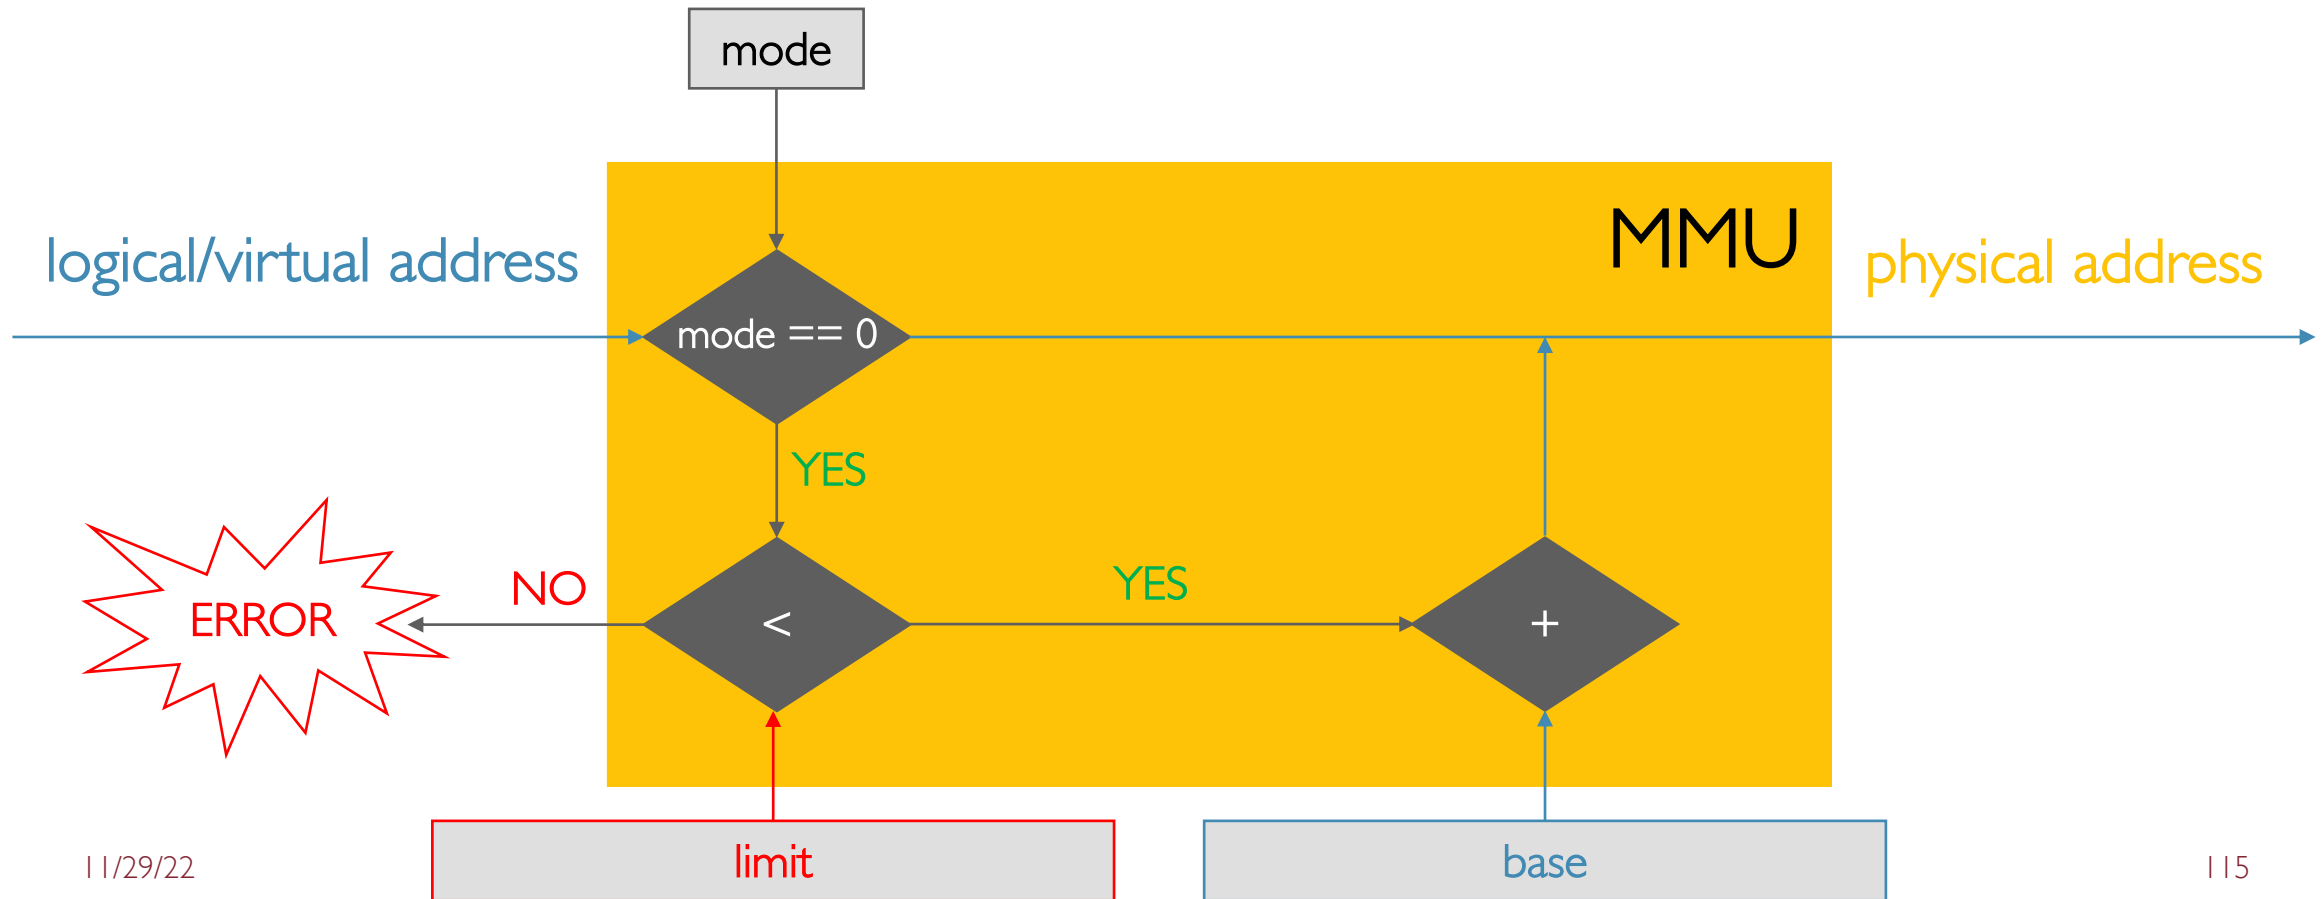 mode
MMU
logical/virtual address
physical address
mode == 0
YES
NO
YES
ERROR
<
+
limit
base
11/29/22
115